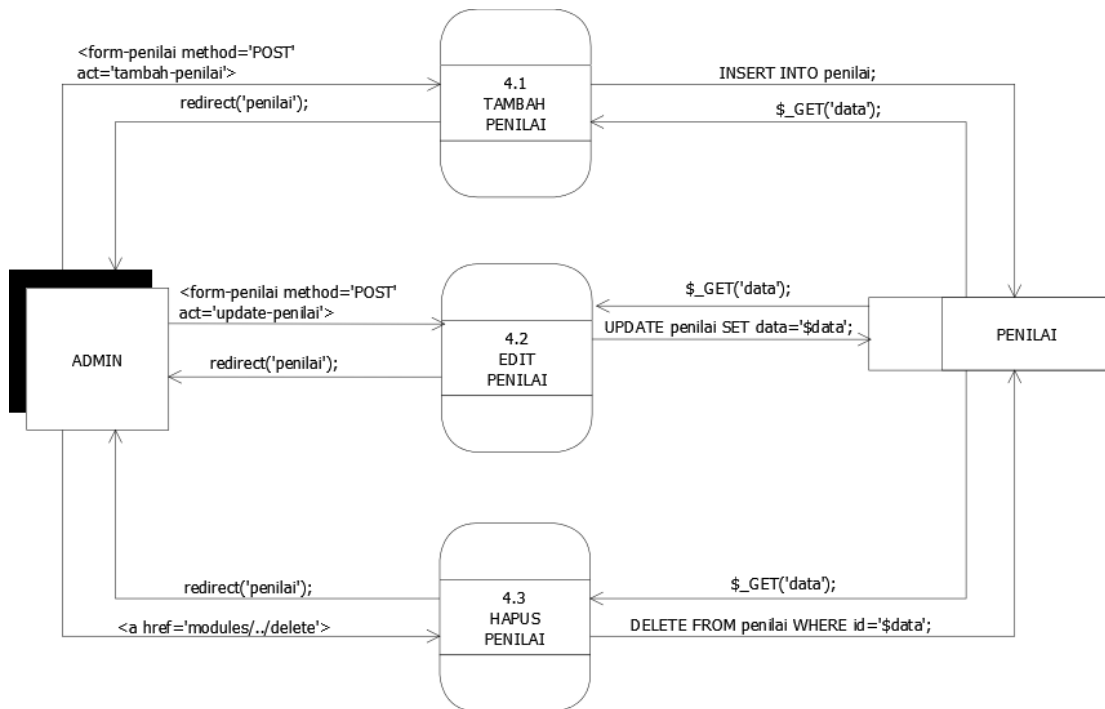 <form-penilai method='POST'
act='tambah-penilai'>
redirect('penilai');
4.1
TAMBAH
PENILAI
INSERT INTO penilai;
$_GET('data');
ADMIN
<form-penilai method='POST'
act='update-penilai'>
redirect('penilai');
4.2
EDIT
PENILAI
$_GET('data');
UPDATE penilai SET data='$data';
PENILAI
redirect('penilai');
<a href='modules/../delete'>
4.3
HAPUS
PENILAI
$_GET('data');
DELETE FROM penilai WHERE id='$data';